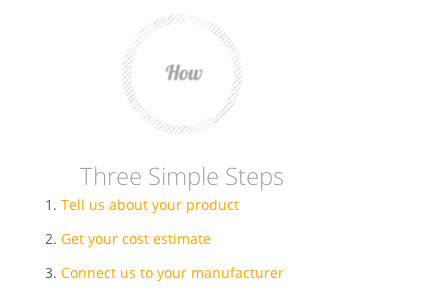 How
Three Simple Steps
1. Tell us about your product
2. Get your cost estimate
3. Connect us to your manufacturer